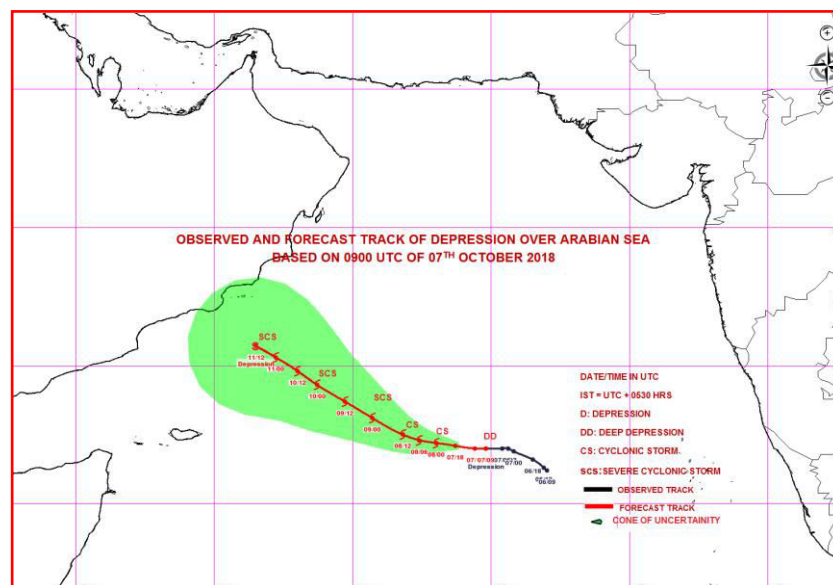 OBSERVED AND FORECAST TRACK OF DEPRESSION OVER ARABIAN SEA
BASED ON 0900 UTC OF 07TH OCTOBER 2018
SCS
11/12
Depression
11/00
10/12
SCS
10/00
09/12
SCS
09/00
CS
08/12
08/06
CS
08/00
07/18
DD
07/09
Depression
07/00
06/18
06/09
DATE/TIME IN UTC
IST = UTC + 0530 HRS
D: DEPRESSION
DD: DEEP DEPRESSION
CS: CYCLONIC STORM.
SCS: SEVERE CYCLONIC STORM
OBSERVED TRACK
FORECAST TRACK
CONE OF UNCERTAINITY